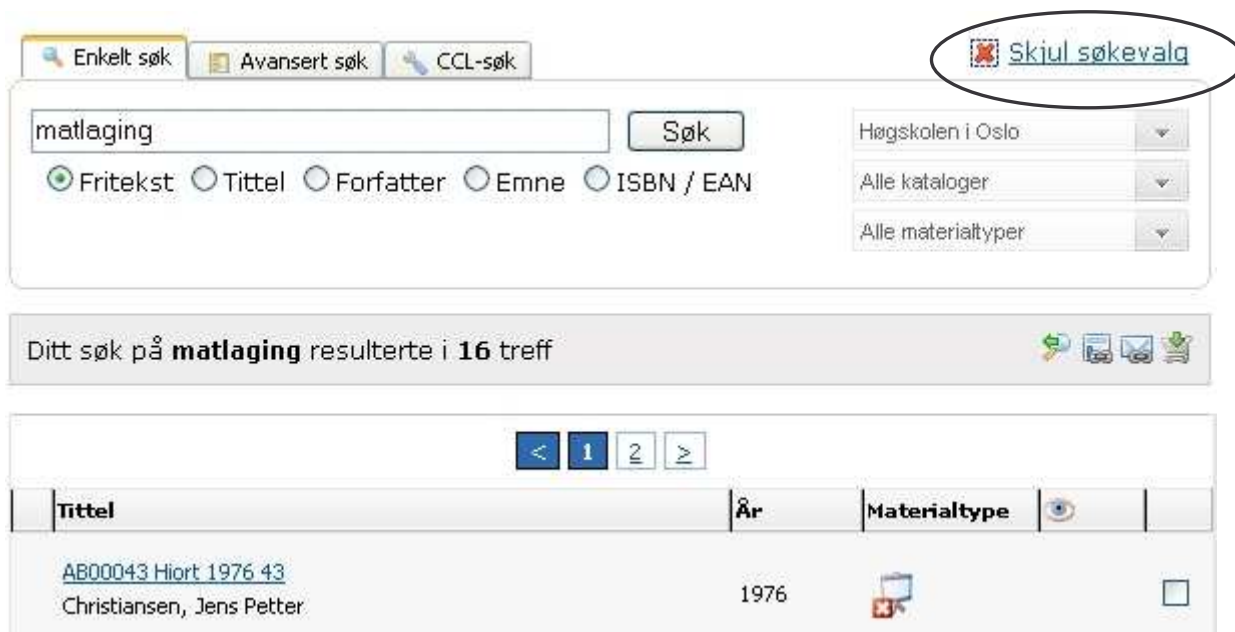 Enkelt søk Avansert søk CCL-søk Skjul søkevalg
matlaging Søk Høgskolen i Oslo
Fritekst Tittel Forfatter Emne ISBN / EAN Alle kataloger
Alle materialtyper
Ditt søk på matlaging resulterte i 16 treff
< 1 2 >
Tittel År Materialtype
AB00043 Hiort 1976 43
Christiansen, Jens Petter 1976